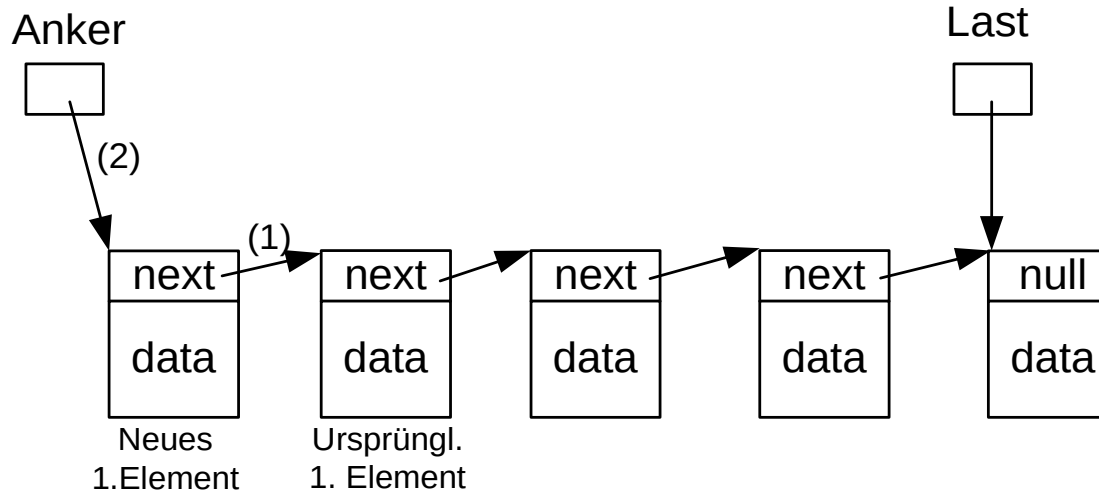 Anker
Last
(2)
(1)
next
next
next
next
null
data
data
data
data
data
Neues
1.Element
Ursprüngl.
1. Element